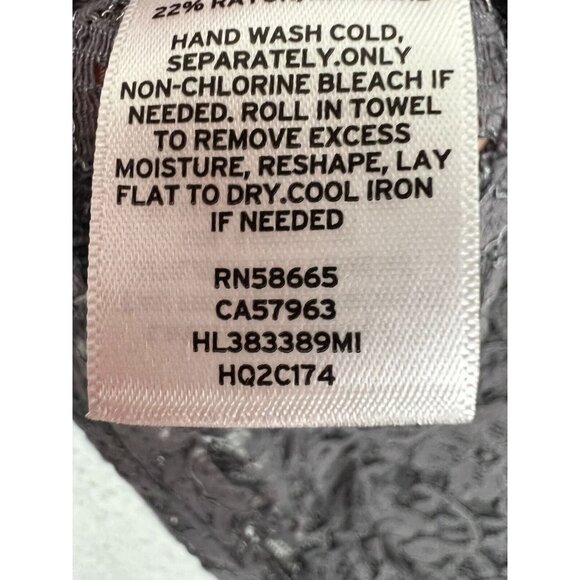 22%
HAND WASH COLD,
SEPARATELY.ONLY
NON-CHLORINE BLEACH IF
NEEDED. ROLL IN TOWEL
TO REMOVE EXCESS
MOISTURE, RESHAPE, LAY
FLAT TO DRY.COOL IRON
IF NEEDED
RN58665
CA57963
HL383389MI
HQ2C174